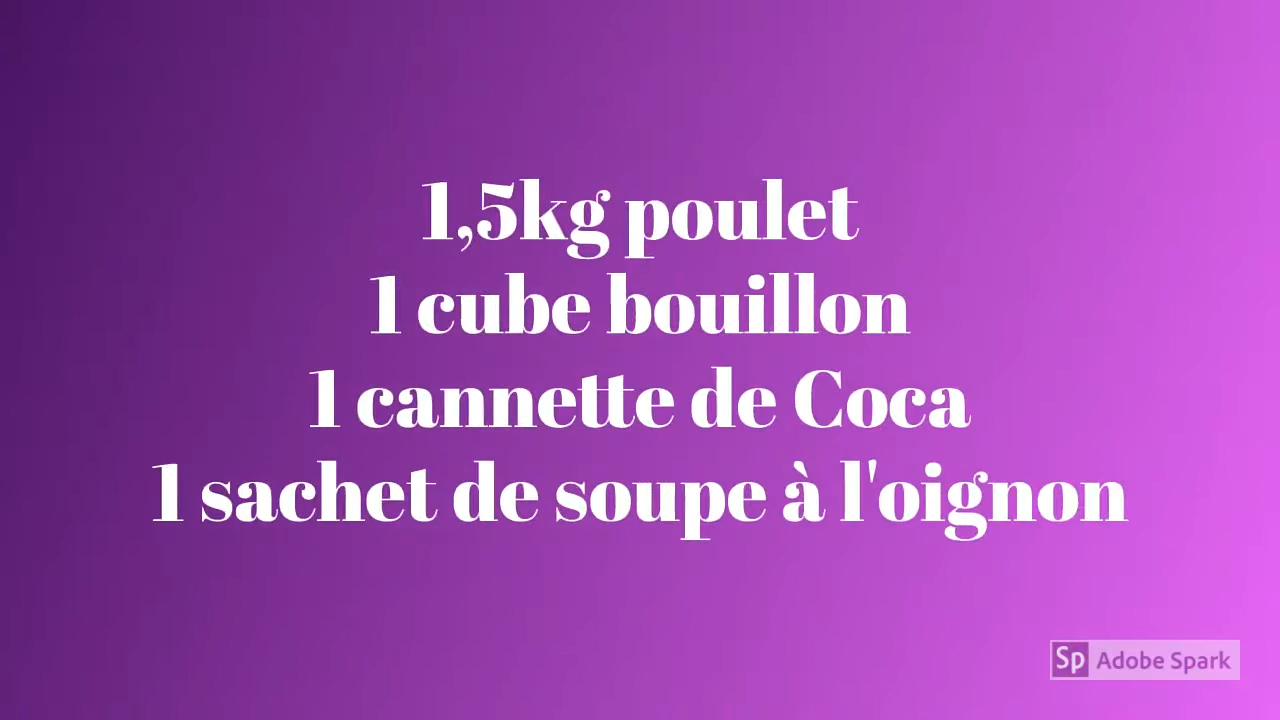 1,5kg poulet
1 cube bouillon
1 cannette de Coca
1 sachet de soupe à l'oignon
Sp Adobe Spark